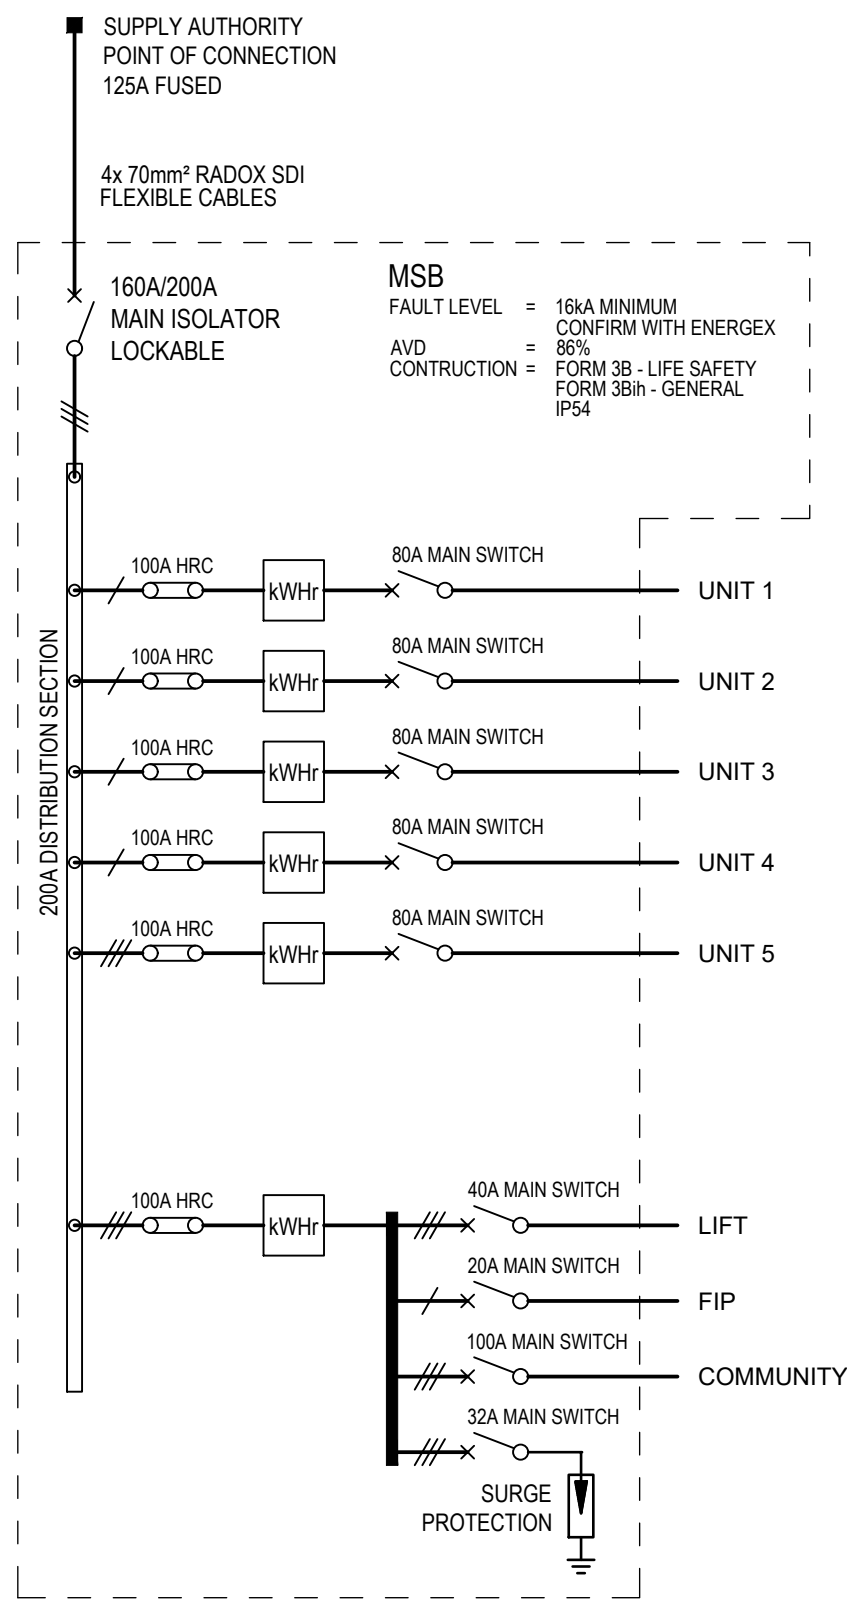 SUPPLY AUTHORITY
POINT OF CONNECTION
125A FUSED
4x 70mm² RADOX SDI
FLEXIBLE CABLES
160A/200A
MAIN ISOLATOR
LOCKABLE
MSB
FAULT LEVEL = 16kA MINIMUM
CONFIRM WITH ENERGEX
AVD = 86%
CONTRUCTION = FORM 3B - LIFE SAFETY
FORM 3Bih - GENERAL
IP54
200A DISTRIBUTION SECTION
100A HRC
kWHr
80A MAIN SWITCH
UNIT 1
100A HRC
kWHr
80A MAIN SWITCH
UNIT 2
100A HRC
kWHr
80A MAIN SWITCH
UNIT 3
100A HRC
kWHr
80A MAIN SWITCH
UNIT 4
100A HRC
kWHr
80A MAIN SWITCH
UNIT 5
100A HRC
kWHr
40A MAIN SWITCH
LIFT
20A MAIN SWITCH
FIP
100A MAIN SWITCH
COMMUNITY
32A MAIN SWITCH
SURGE
PROTECTION